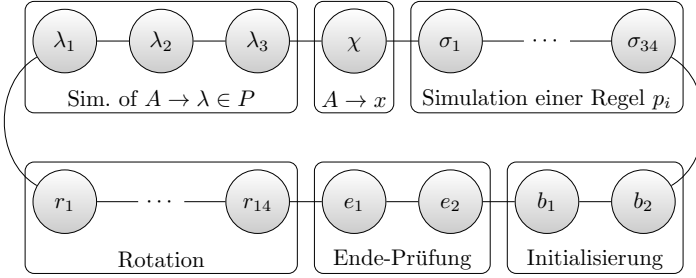 λ₁ λ₂ λ₃ χ σ₁ ⋯ σ₃₄
Sim. of A → λ ∈ P A → x Simulation einer Regel pᵢ
r₁ ⋯ r₁₄ e₁ e₂ b₁ b₂
Rotation Ende-Prüfung Initialisierung